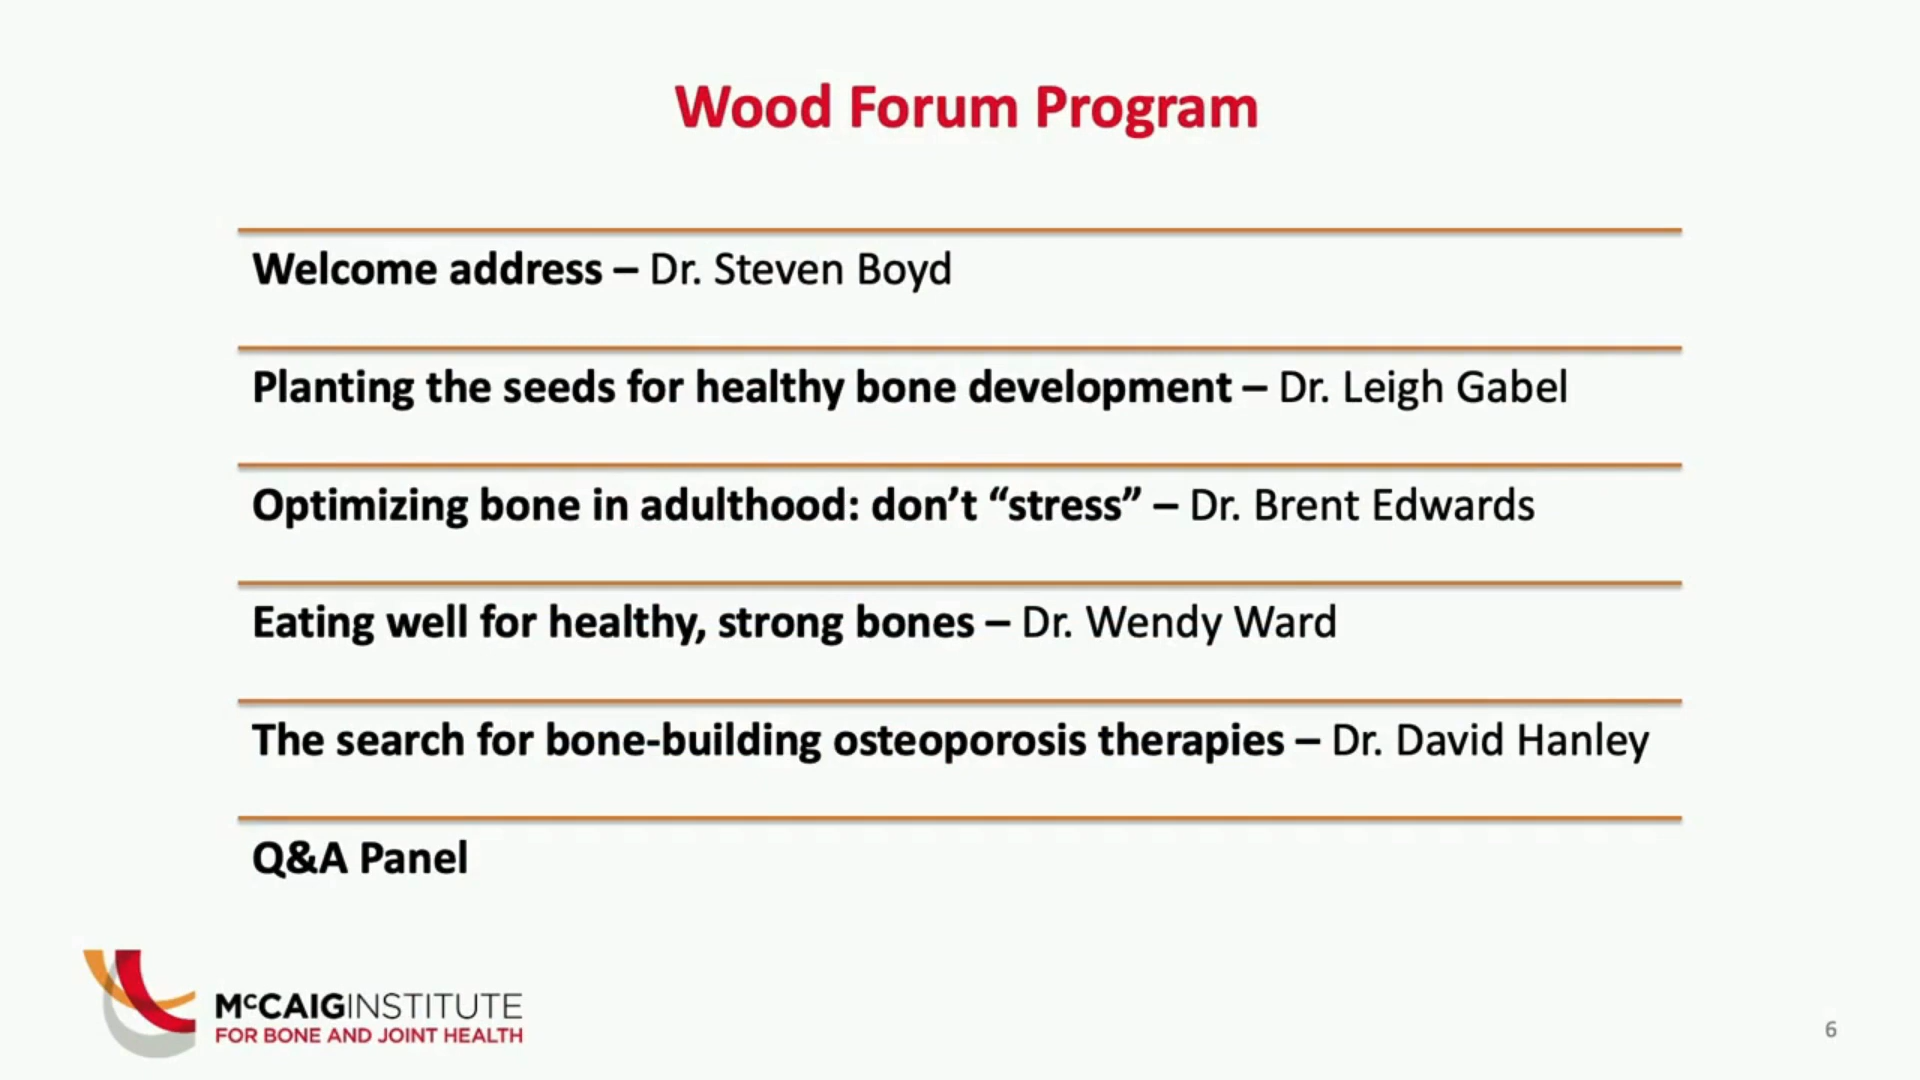 Wood Forum Program
Welcome address – Dr. Steven Boyd
Planting the seeds for healthy bone development – Dr. Leigh Gabel
Optimizing bone in adulthood: don’t “stress” – Dr. Brent Edwards
Eating well for healthy, strong bones – Dr. Wendy Ward
The search for bone-building osteoporosis therapies – Dr. David Hanley
Q&A Panel
McCAIGINSTITUTE
FOR BONE AND JOINT HEALTH
6